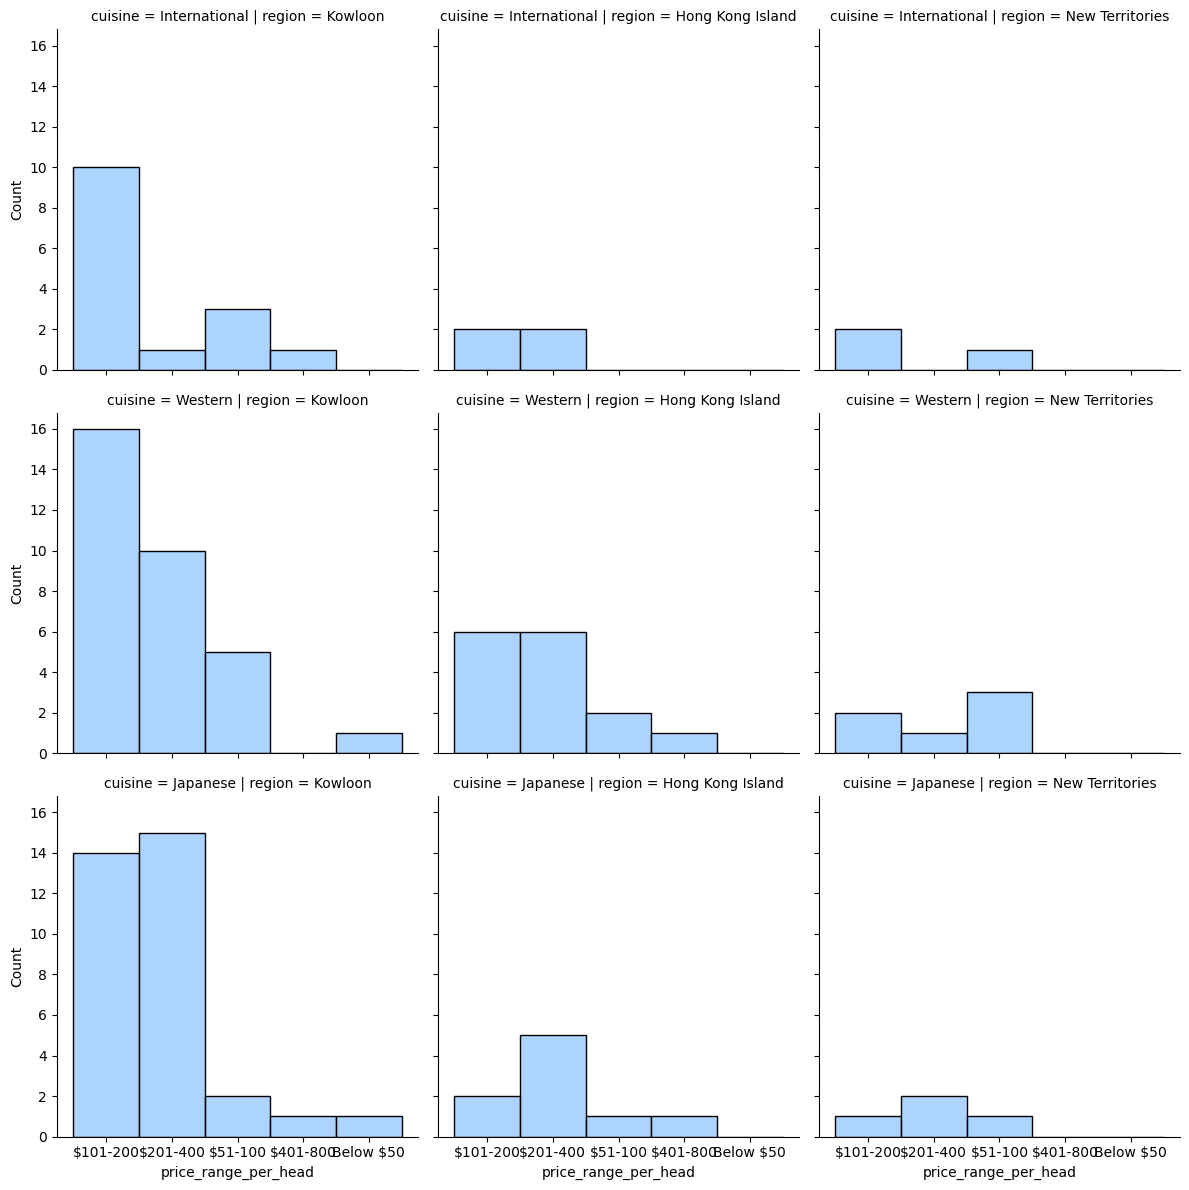 cuisine = International | region = Kowloon
cuisine = International | region = Hong Kong Island
cuisine = International | region = New Territories
16
14
12
10
8
6
4
2
0
Count
cuisine = Western | region = Kowloon
cuisine = Western | region = Hong Kong Island
cuisine = Western | region = New Territories
16
14
12
10
8
6
4
2
0
Count
cuisine = Japanese | region = Kowloon
cuisine = Japanese | region = Hong Kong Island
cuisine = Japanese | region = New Territories
16
14
12
10
8
6
4
2
0
Count
$101-200 $201-400 $51-100 $401-800 Below $50
$101-200 $201-400 $51-100 $401-800 Below $50
$101-200 $201-400 $51-100 $401-800 Below $50
price_range_per_head
price_range_per_head
price_range_per_head